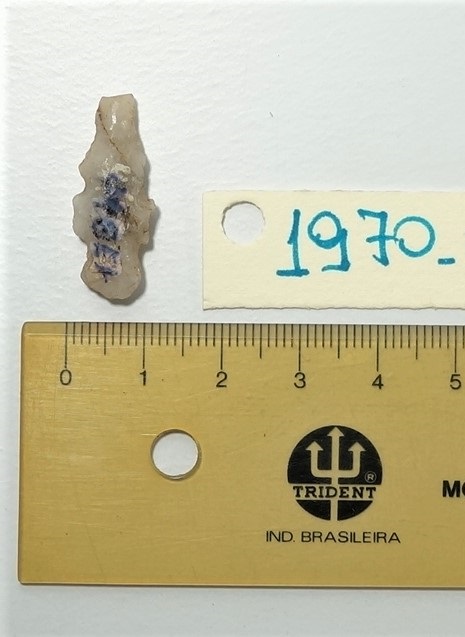 1970-
0 1 2 3 4 5
®
TRIDENT
IND. BRASILEIRA